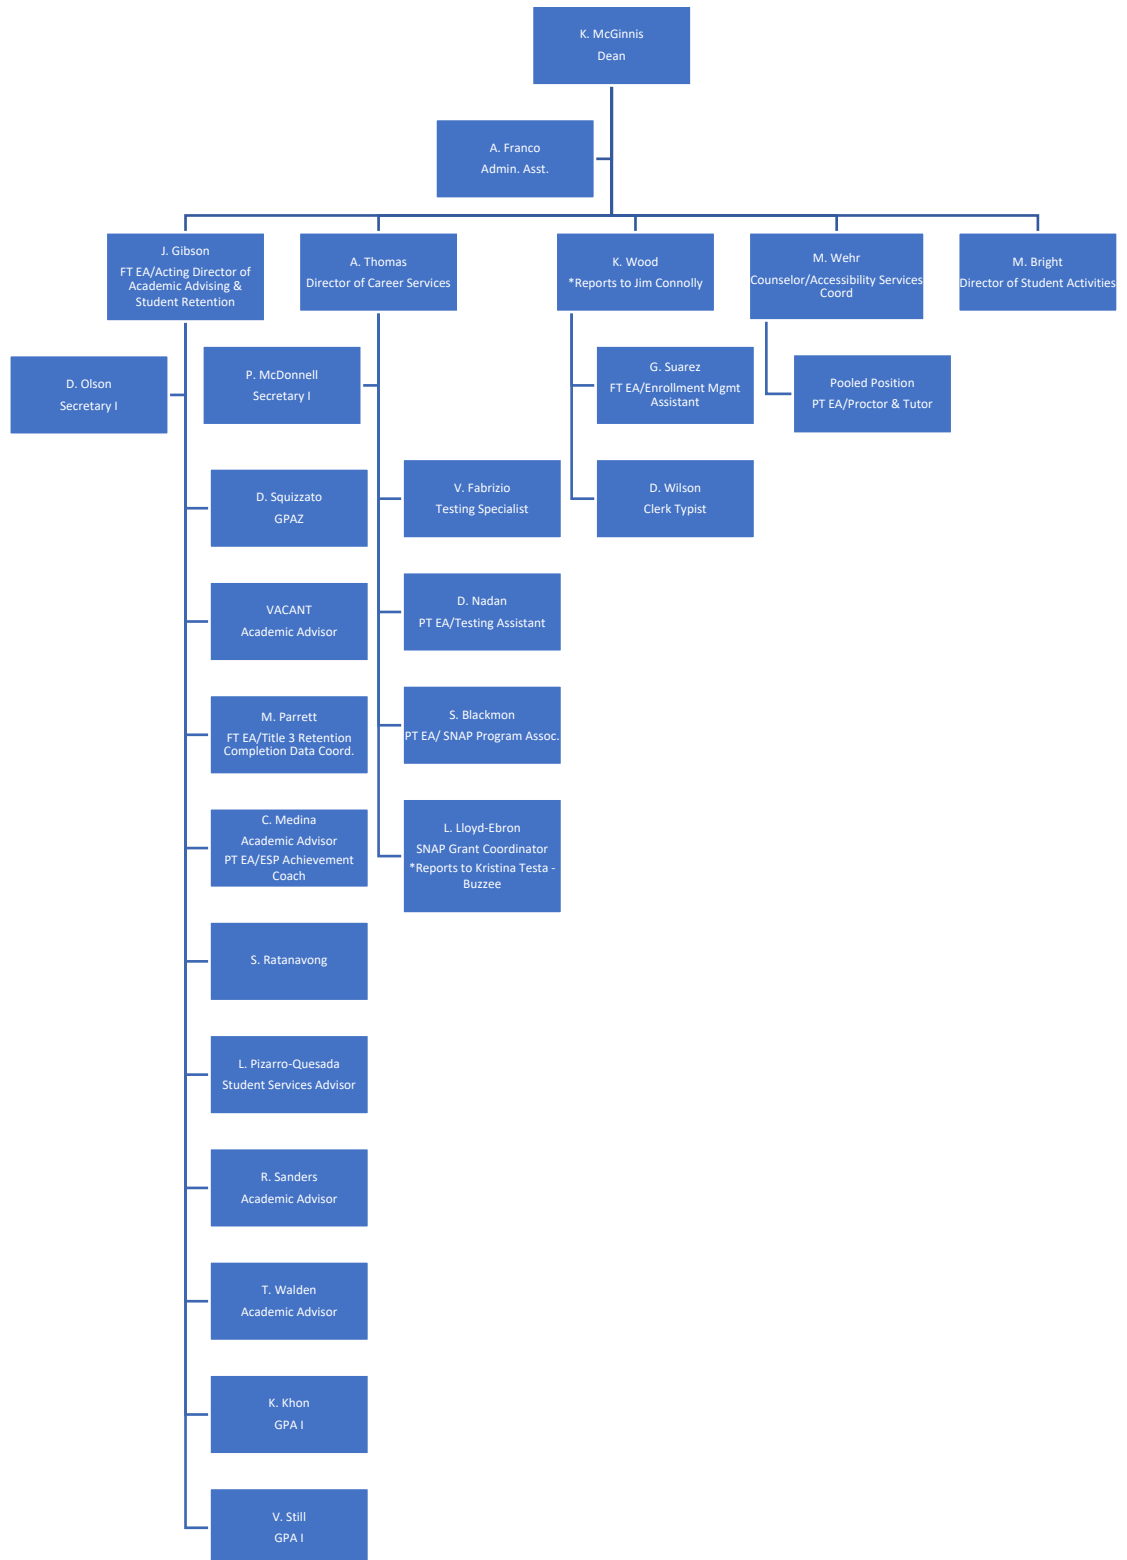 K. McGinnis
Dean
A. Franco
Admin. Asst.
J. Gibson
FT EA/Acting Director of
Academic Advising &
Student Retention
A. Thomas
Director of Career Services
K. Wood
*Reports to Jim Connolly
M. Wehr
Counselor/Accessibility Services
Coord
M. Bright
Director of Student Activities
D. Olson
Secretary I
P. McDonnell
Secretary I
G. Suarez
FT EA/Enrollment Mgmt
Assistant
Pooled Position
PT EA/Proctor & Tutor
D. Squizzato
GPAZ
V. Fabrizio
Testing Specialist
D. Wilson
Clerk Typist
VACANT
Academic Advisor
D. Nadan
PT EA/Testing Assistant
M. Parrett
FT EA/Title 3 Retention
Completion Data Coord.
S. Blackmon
PT EA/ SNAP Program Assoc.
C. Medina
Academic Advisor
PT EA/ESP Achievement
Coach
L. Lloyd-Ebron
SNAP Grant Coordinator
*Reports to Kristina Testa -
Buzzee
S. Ratanavong
L. Pizarro-Quesada
Student Services Advisor
R. Sanders
Academic Advisor
T. Walden
Academic Advisor
K. Khon
GPA I
V. Still
GPA I